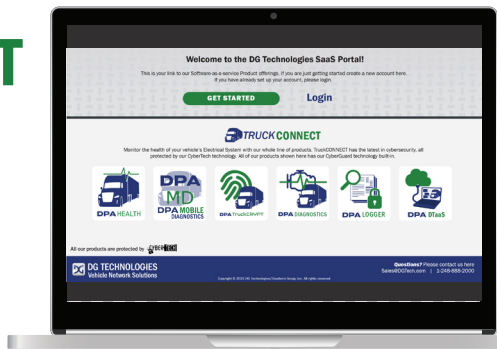 T
Welcome to the DG Technologies SaaS Portal!
This is your link to our Software-as-a-service Product offerings. If you are just getting started create a new account here.
If you have already set up your account, please login
GET STARTED
Login
TRUCKCONNECT
Monitor the health of your vehicle's Electrical System with our whole line of products. TruchCONNECT has the latest in cybersecurity, all
protected by our CyberTech technology. All of our products shown here has our CyberGuard technology built-in.
DPA HEALTH
DPA
MD
DPA MOBILE
DIAGNOSTICS
DPA TruckCRYPT
DPA DIAGNOSTICS
DPA LOGGER
DPA DTaaS
All our products are protected by CYBERTECH
DG TECHNOLOGIES
Vehicle Network Solutions
Questions? Please contact us here
Sales@DGTech.com | 1-248-888-2000